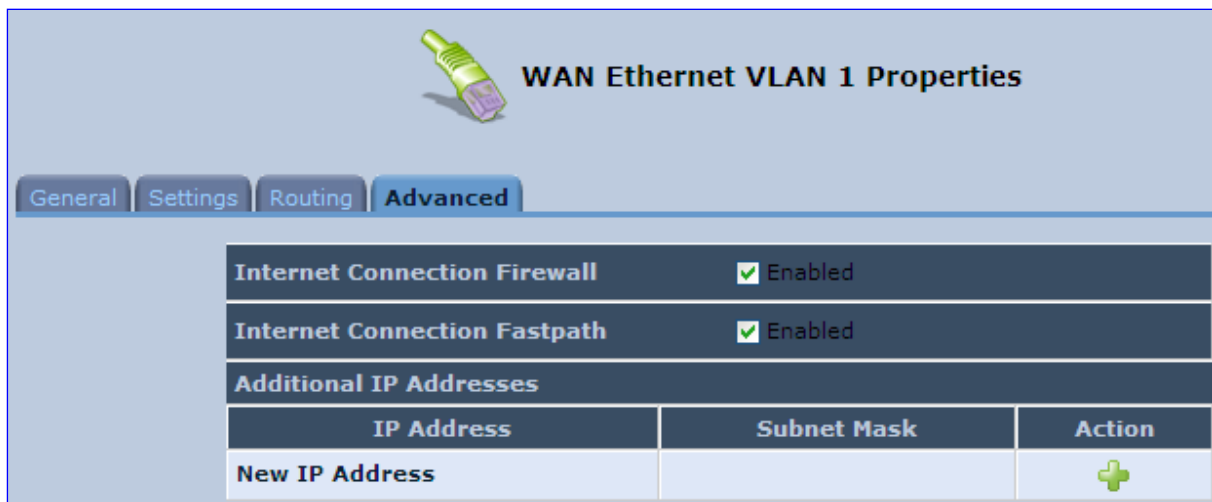 WAN Ethernet VLAN 1 Properties
General Settings Routing Advanced
Internet Connection Firewall Enabled
Internet Connection Fastpath Enabled
Additional IP Addresses
IP Address Subnet Mask Action
New IP Address